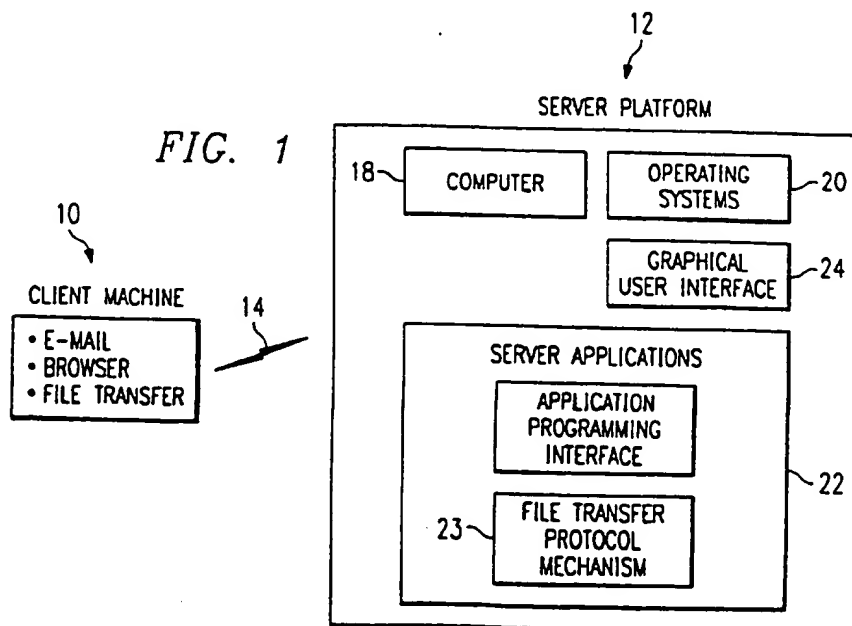 12
SERVER PLATFORM
FIG. 1
18
COMPUTER
OPERATING
SYSTEMS
20
10
GRAPHICAL
USER INTERFACE
24
CLIENT MACHINE
14
• E-MAIL
• BROWSER
• FILE TRANSFER
SERVER APPLICATIONS
APPLICATION
PROGRAMMING
INTERFACE
22
23
FILE TRANSFER
PROTOCOL
MECHANISM